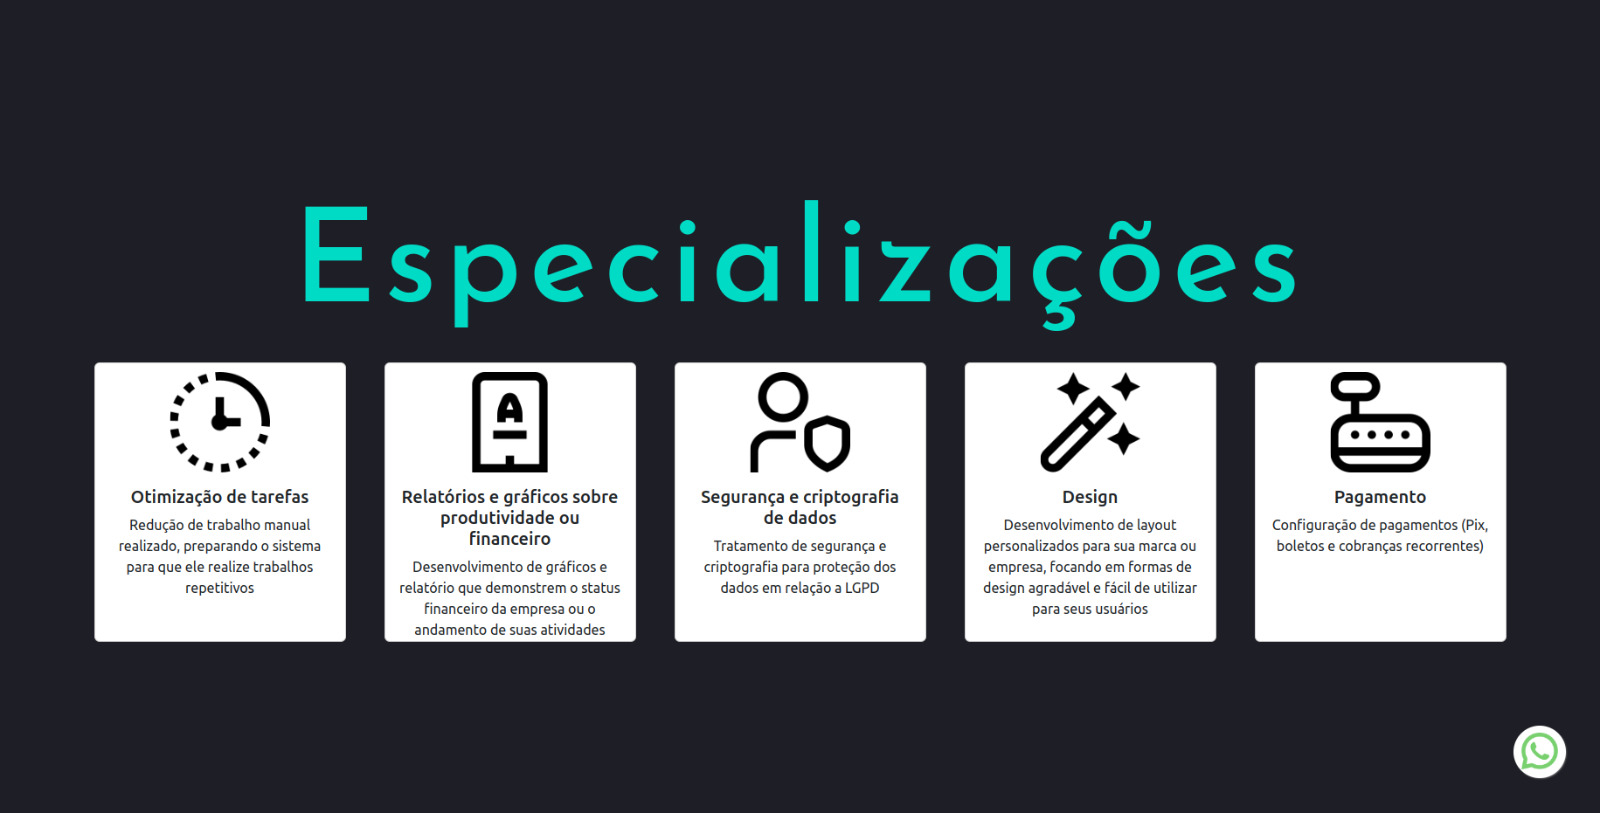 Especializações
Otimização de tarefas
Redução de trabalho manual
realizado, preparando o sistema
para que ele realize trabalhos
repetitivos
A
Relatórios e gráficos sobre
produtividade ou
financeiro
Desenvolvimento de gráficos e
relatório que demonstrem o status
financeiro da empresa ou o
andamento de suas atividades
Segurança e criptografia
de dados
Tratamento de segurança e
criptografia para proteção dos
dados em relação a LGPD
Design
Desenvolvimento de layout
personalizados para sua marca ou
empresa, focando em formas de
design agradável e fácil de utilizar
para seus usuários
Pagamento
Configuração de pagamentos (Pix,
boletos e cobranças recorrentes)